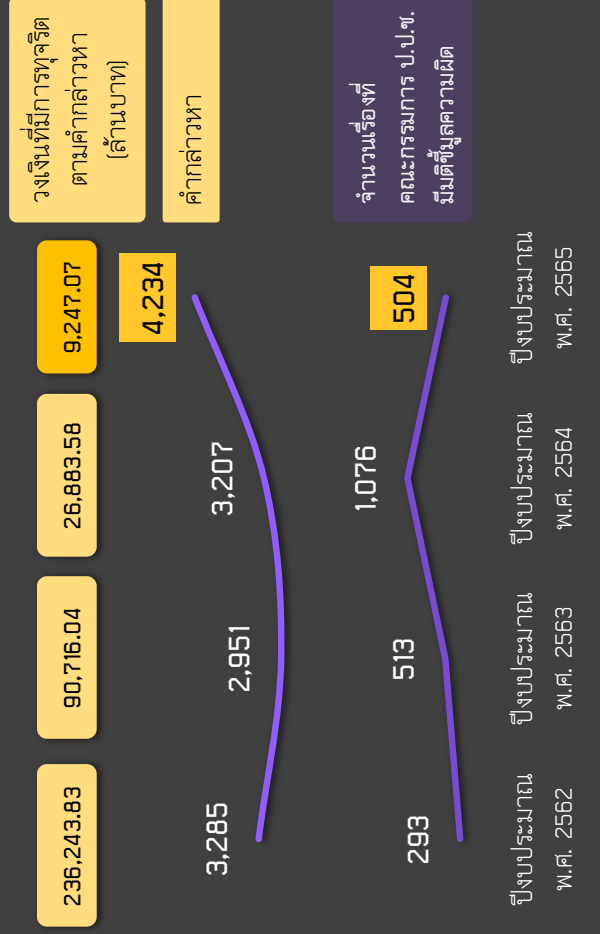 236,243.83
90,716.04
26,883.58
9,247.07
วงเงินที่มีการทุจริต
ตามคำกล่าวหา
(ล้านบาท)
3,285
2,951
3,207
4,234
คำกล่าวหา
293
513
1,076
504
จำนวนเรื่องที่
คณะกรรมการ ป.ป.ช.
มีมติชี้มูลความผิด
ปีงบประมาณ
พ.ศ. 2562
ปีงบประมาณ
พ.ศ. 2563
ปีงบประมาณ
พ.ศ. 2564
ปีงบประมาณ
พ.ศ. 2565